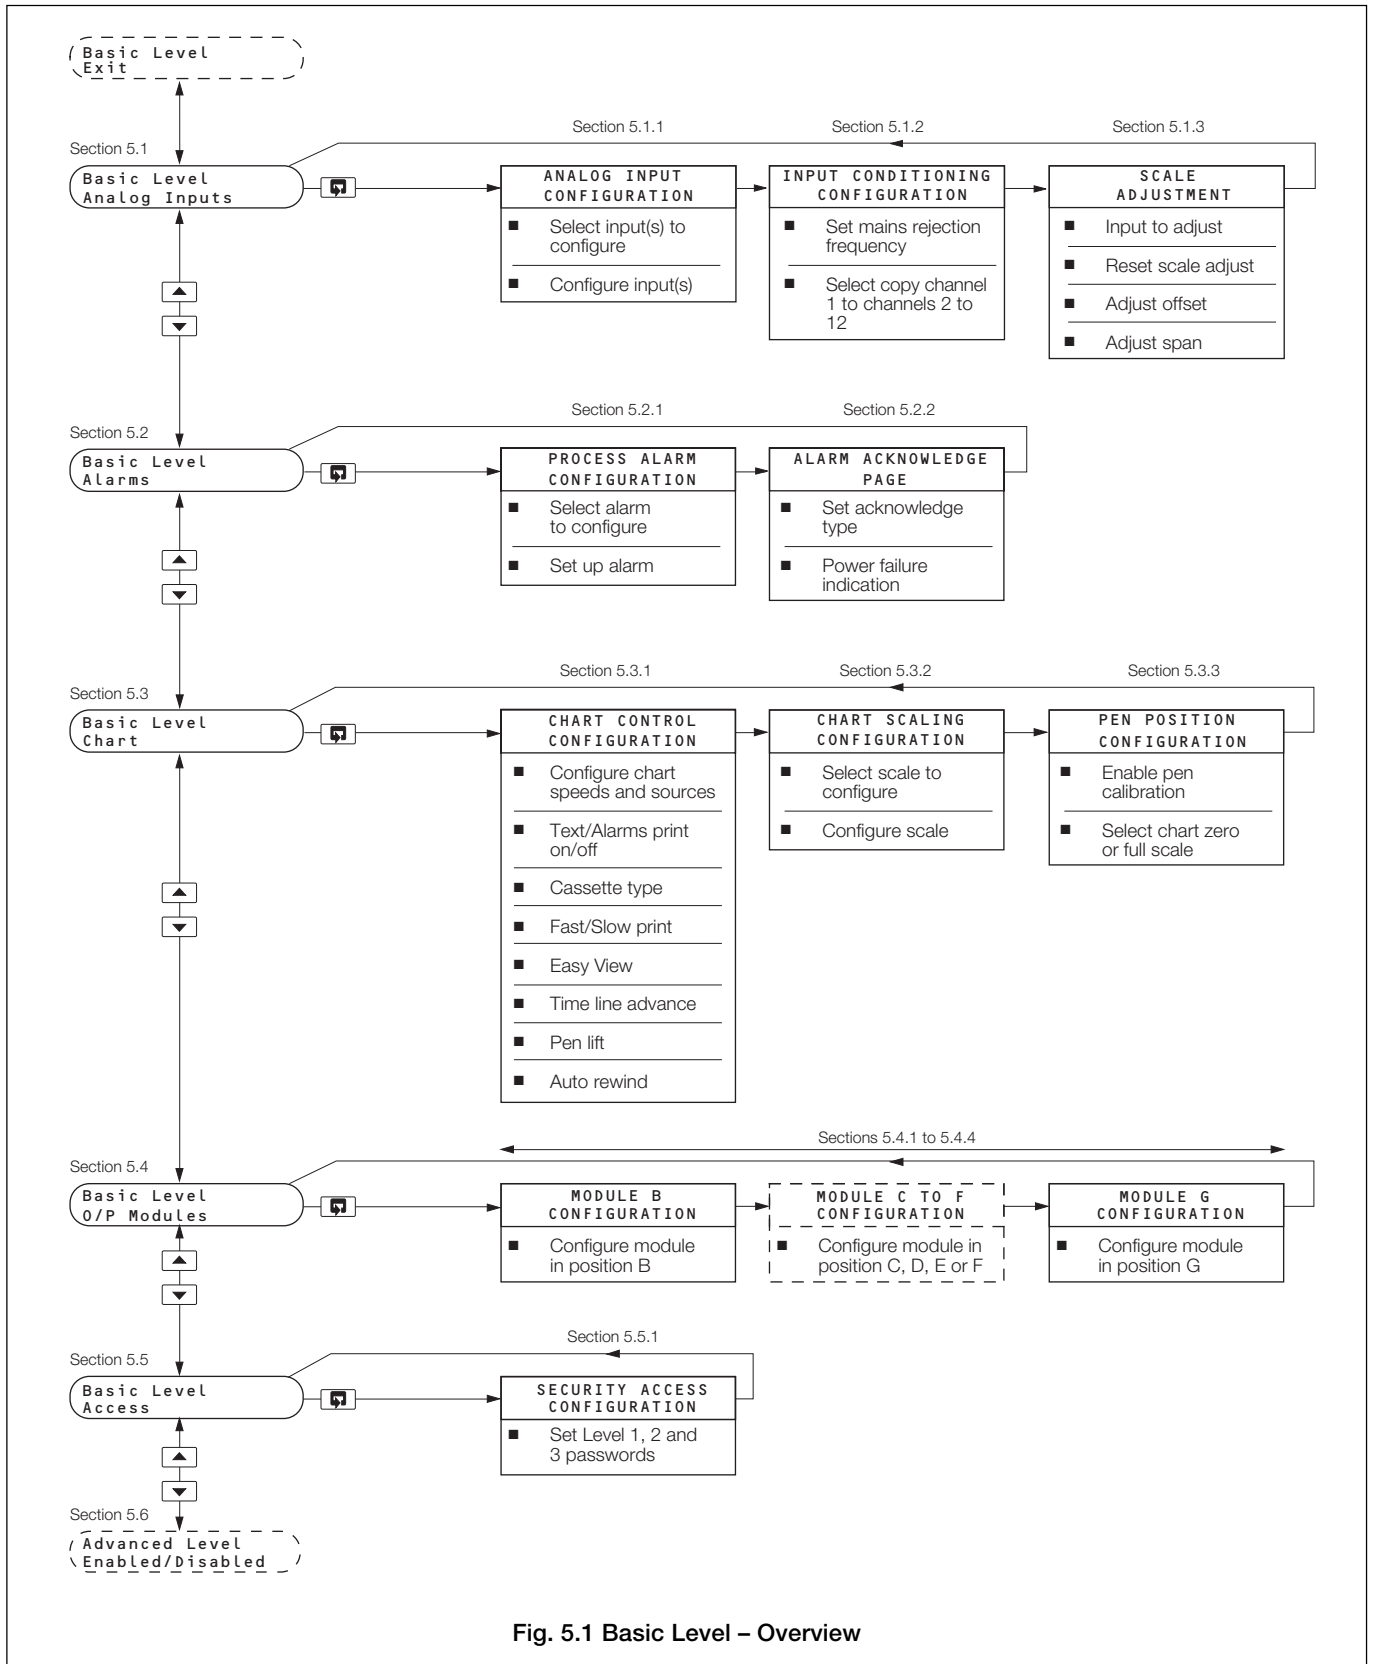 Basic Level
Exit
Section 5.1
Basic Level
Analog Inputs
Section 5.1.1
ANALOG INPUT
CONFIGURATION
■ Select input(s) to
configure
■ Configure input(s)
Section 5.1.2
INPUT CONDITIONING
CONFIGURATION
■ Set mains rejection
frequency
■ Select copy channel
1 to channels 2 to
12
Section 5.1.3
SCALE
ADJUSTMENT
■ Input to adjust
■ Reset scale adjust
■ Adjust offset
■ Adjust span
Section 5.2
Basic Level
Alarms
Section 5.2.1
PROCESS ALARM
CONFIGURATION
■ Select alarm
to configure
■ Set up alarm
Section 5.2.2
ALARM ACKNOWLEDGE
PAGE
■ Set acknowledge
type
■ Power failure
indication
Section 5.3
Basic Level
Chart
Section 5.3.1
CHART CONTROL
CONFIGURATION
■ Configure chart
speeds and sources
■ Text/Alarms print
on/off
■ Cassette type
■ Fast/Slow print
■ Easy View
■ Time line advance
■ Pen lift
■ Auto rewind
Section 5.3.2
CHART SCALING
CONFIGURATION
■ Select scale to
configure
■ Configure scale
Section 5.3.3
PEN POSITION
CONFIGURATION
■ Enable pen
calibration
■ Select chart zero
or full scale
Section 5.4
Basic Level
O/P Modules
Sections 5.4.1 to 5.4.4
MODULE B
CONFIGURATION
■ Configure module
in position B
MODULE C TO F
CONFIGURATION
■ Configure module in
position C, D, E or F
MODULE G
CONFIGURATION
■ Configure module
in position G
Section 5.5
Basic Level
Access
Section 5.5.1
SECURITY ACCESS
CONFIGURATION
■ Set Level 1, 2 and
3 passwords
Section 5.6
Advanced Level
Enabled/Disabled
Fig. 5.1 Basic Level – Overview